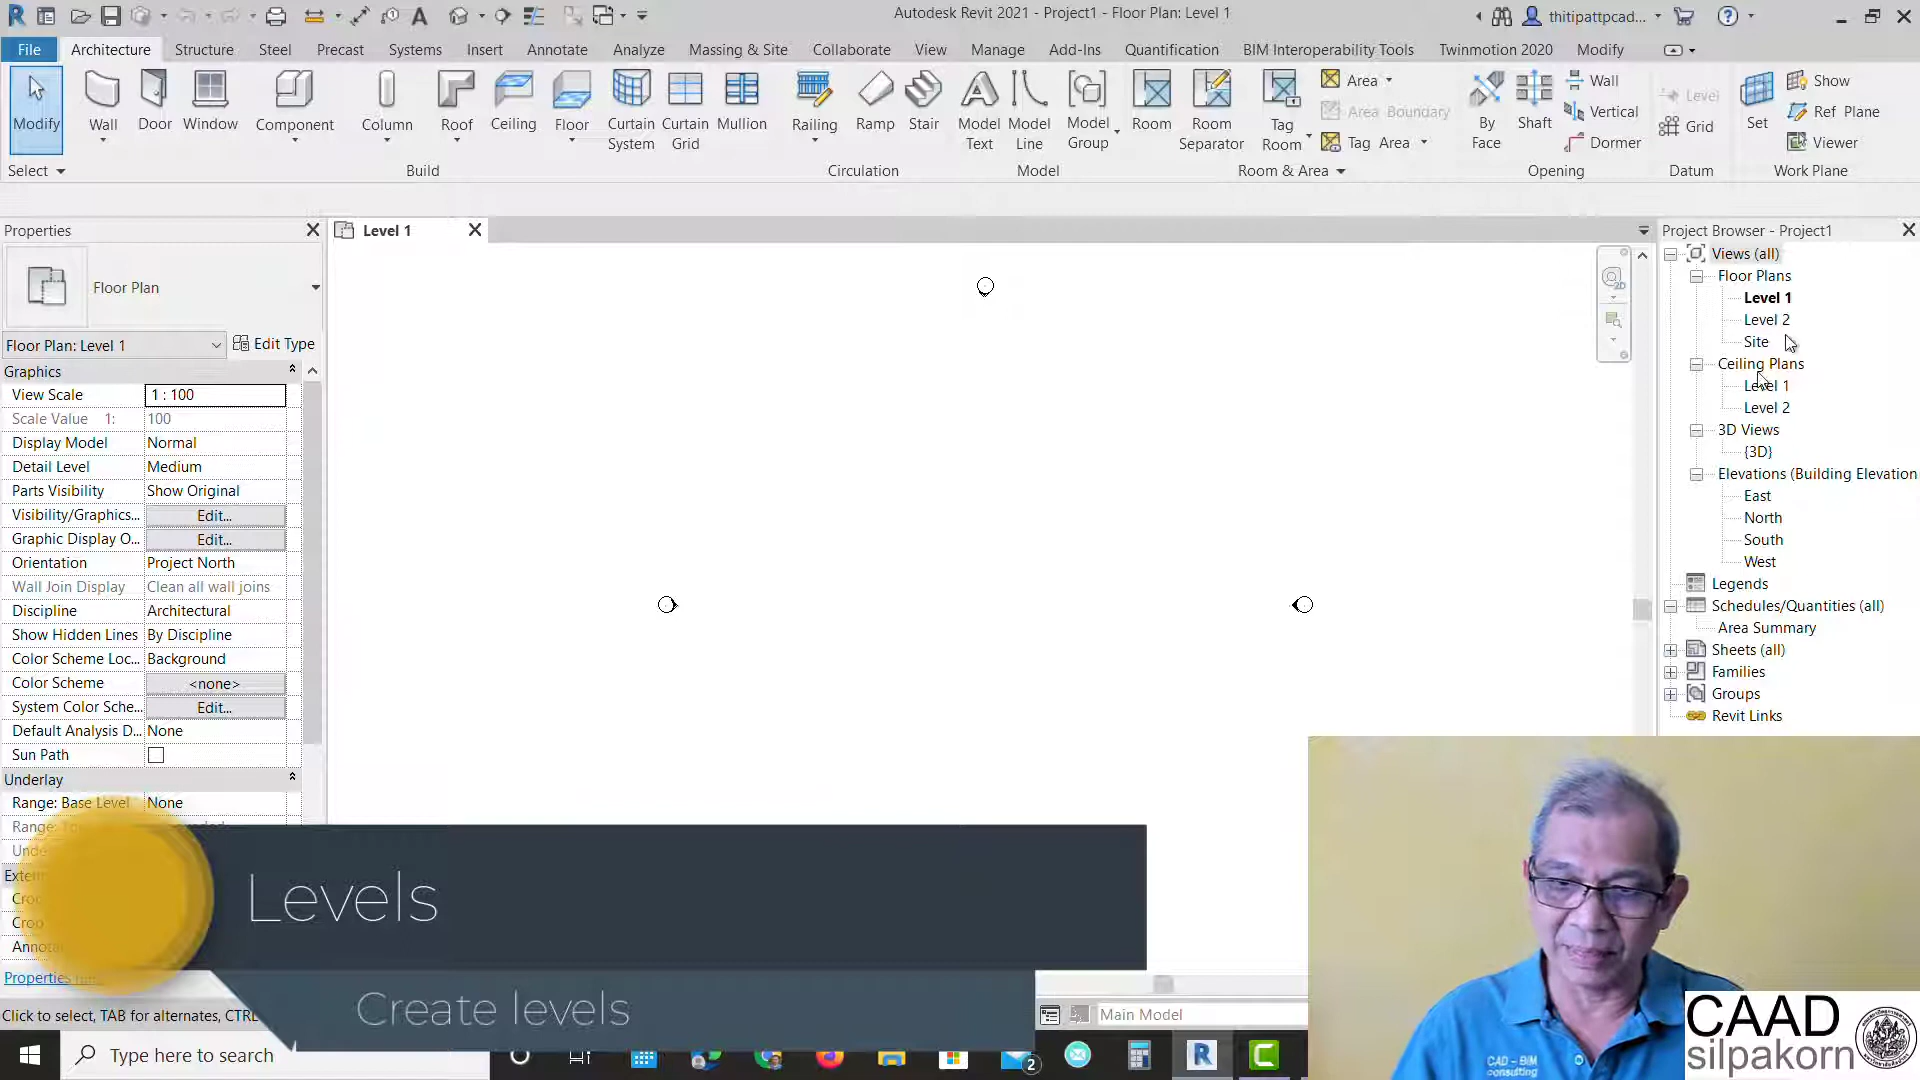 Autodesk Revit 2021 - Project1 - Floor Plan: Level 1
thitipattpcad...
File Architecture Structure Steel Precast Systems Insert Annotate Analyze Massing & Site Collaborate View Manage Add-Ins Quantification BIM Interoperability Tools Twinmotion 2020 Modify
Modify Wall Door Window Component Column Roof Ceiling Floor Curtain System Curtain Grid Mullion Railing Ramp Stair Model Text Model Line Model Group Room Room Separator Tag Room
Area
Area Boundary
Tag Area
By Face Shaft
Wall
Vertical
Dormer
Level
Grid
Set
Show
Ref Plane
Viewer
Select Build Circulation Model Room & Area Opening Datum Work Plane
Properties
Floor Plan
Floor Plan: Level 1 Edit Type
Graphics
View Scale 1 : 100
Scale Value 1: 100
Display Model Normal
Detail Level Medium
Parts Visibility Show Original
Visibility/Graphics... Edit...
Graphic Display O... Edit...
Orientation Project North
Wall Join Display Clean all wall joins
Discipline Architectural
Show Hidden Lines By Discipline
Color Scheme Loc... Background
Color Scheme <none>
System Color Sche... Edit...
Default Analysis D... None
Sun Path
Underlay
Range: Base Level None
Range:
Properties
Level 1
2D
Project Browser - Project1
Views (all)
Floor Plans
Level 1
Level 2
Site
Ceiling Plans
Level 1
Level 2
3D Views
{3D}
Elevations (Building Elevation
East
North
South
West
Legends
Schedules/Quantities (all)
Area Summary
Sheets (all)
Families
Groups
Revit Links
Levels
Create levels
Click to select, TAB for alternates, CTRL
Main Model
Type here to search
2
CAD - BIM
consulting
CAAD
silpakorn